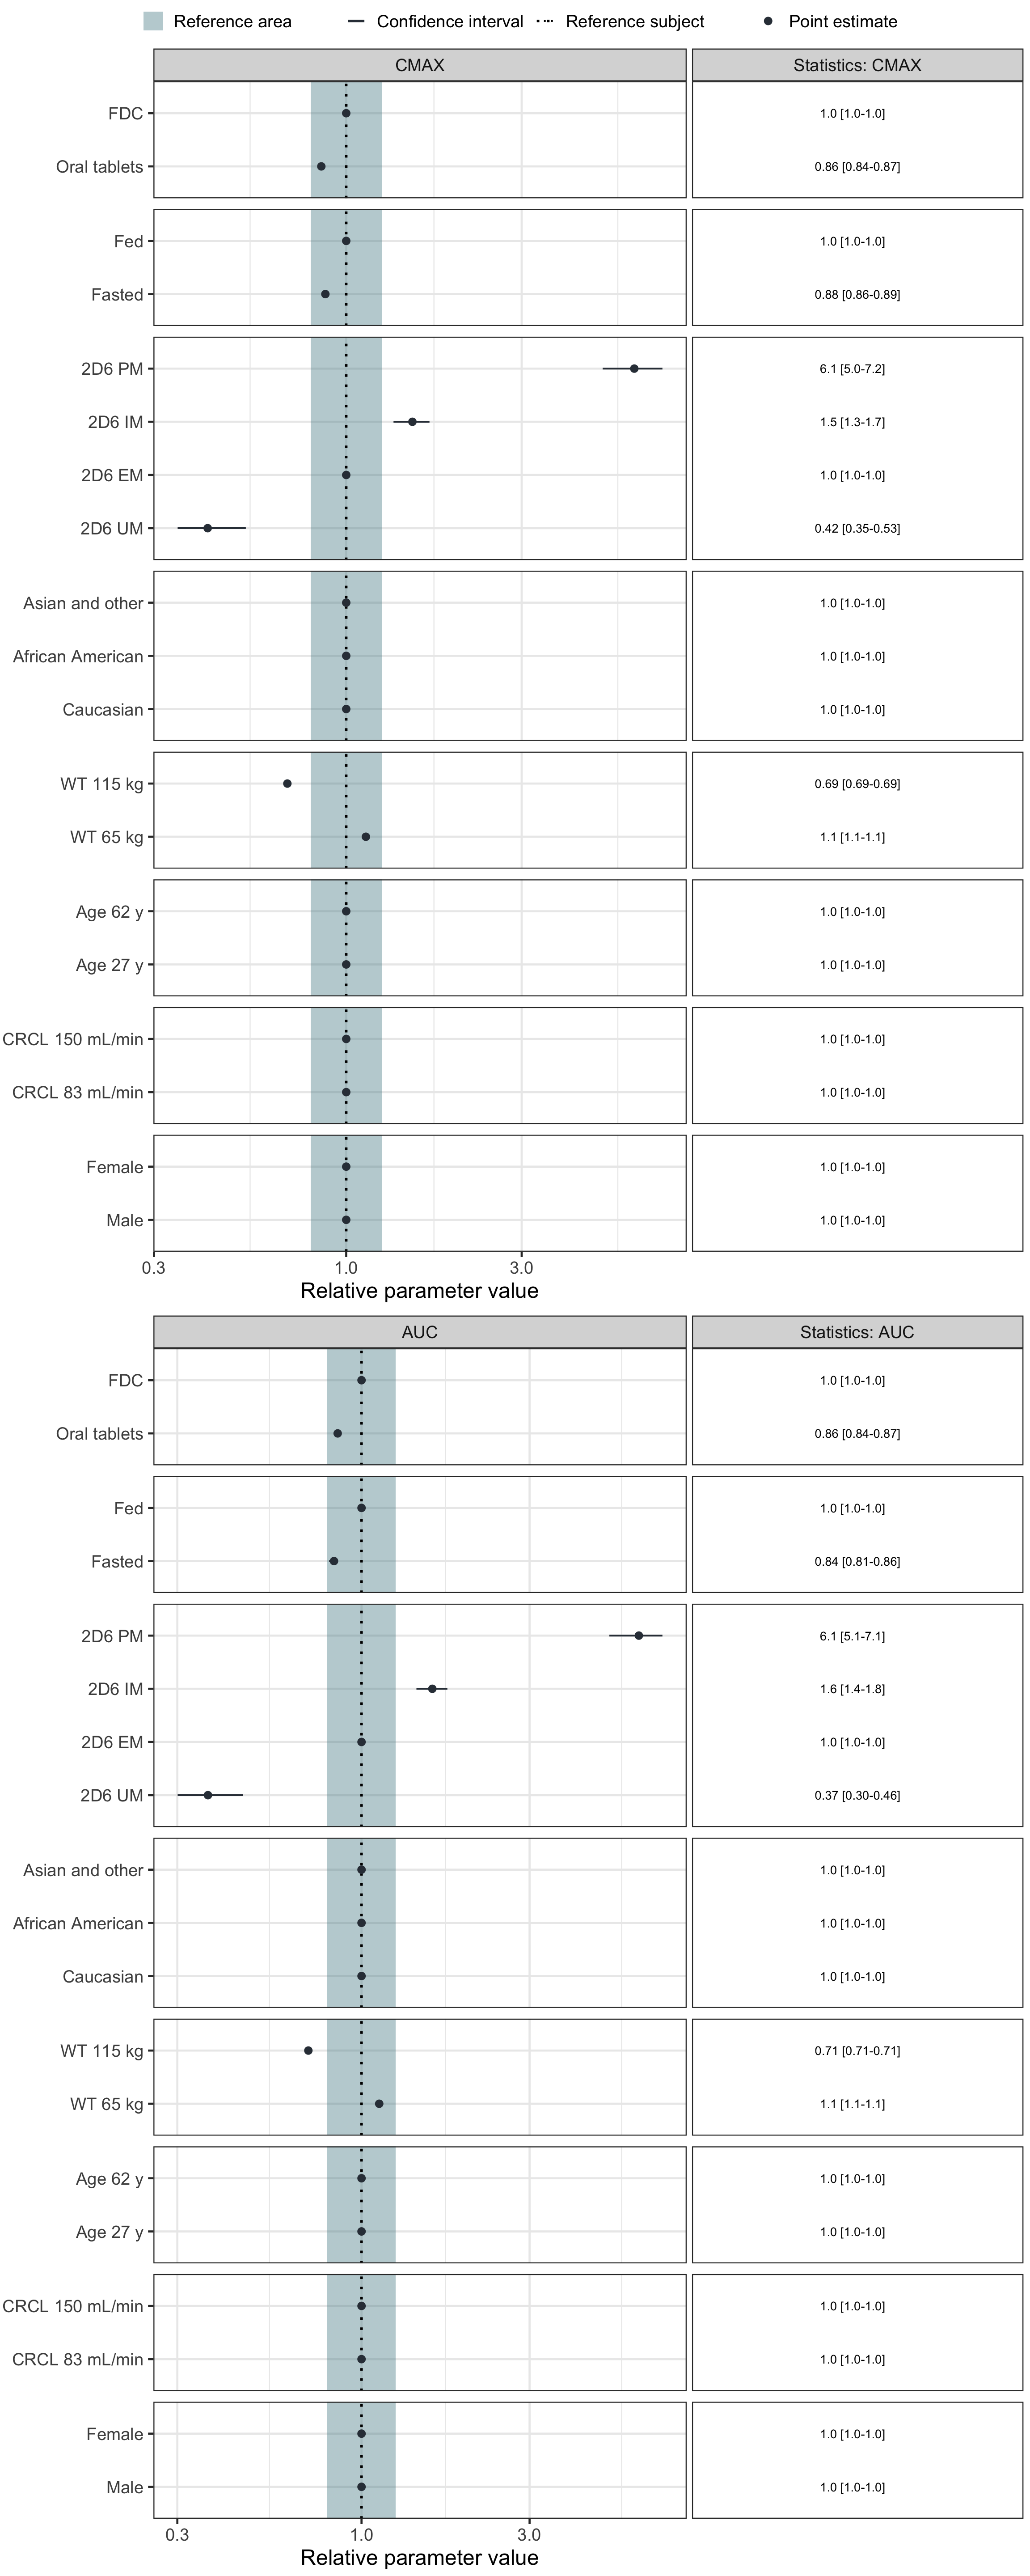 Reference area Confidence interval Reference subject Point estimate
CMAX Statistics: CMAX
FDC 1.0 [1.0-1.0]
Oral tablets 0.86 [0.84-0.87]
Fed 1.0 [1.0-1.0]
Fasted 0.88 [0.86-0.89]
2D6 PM 6.1 [5.0-7.2]
2D6 IM 1.5 [1.3-1.7]
2D6 EM 1.0 [1.0-1.0]
2D6 UM 0.42 [0.35-0.53]
Asian and other 1.0 [1.0-1.0]
African American 1.0 [1.0-1.0]
Caucasian 1.0 [1.0-1.0]
WT 115 kg 0.69 [0.69-0.69]
WT 65 kg 1.1 [1.1-1.1]
Age 62 y 1.0 [1.0-1.0]
Age 27 y 1.0 [1.0-1.0]
CRCL 150 mL/min 1.0 [1.0-1.0]
CRCL 83 mL/min 1.0 [1.0-1.0]
Female 1.0 [1.0-1.0]
Male 1.0 [1.0-1.0]
0.3 1.0 3.0
Relative parameter value
AUC Statistics: AUC
FDC 1.0 [1.0-1.0]
Oral tablets 0.86 [0.84-0.87]
Fed 1.0 [1.0-1.0]
Fasted 0.84 [0.81-0.86]
2D6 PM 6.1 [5.1-7.1]
2D6 IM 1.6 [1.4-1.8]
2D6 EM 1.0 [1.0-1.0]
2D6 UM 0.37 [0.30-0.46]
Asian and other 1.0 [1.0-1.0]
African American 1.0 [1.0-1.0]
Caucasian 1.0 [1.0-1.0]
WT 115 kg 0.71 [0.71-0.71]
WT 65 kg 1.1 [1.1-1.1]
Age 62 y 1.0 [1.0-1.0]
Age 27 y 1.0 [1.0-1.0]
CRCL 150 mL/min 1.0 [1.0-1.0]
CRCL 83 mL/min 1.0 [1.0-1.0]
Female 1.0 [1.0-1.0]
Male 1.0 [1.0-1.0]
0.3 1.0 3.0
Relative parameter value